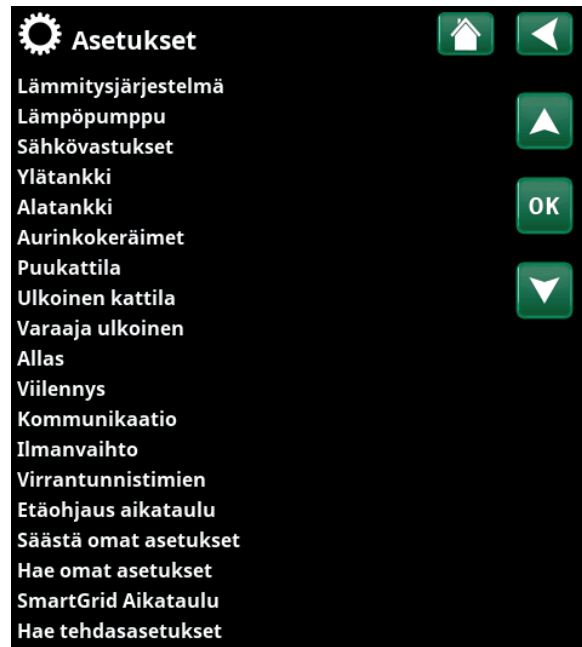 Asetukset
Lämmitysjärjestelmä
Lämpöpumppu
Sähkövastukset
Ylätankki
Alatankki
OK
Aurinkokeräimet
Puukattila
Ulkoinen kattila
Varaaja ulkoinen
Allas
Viilennys
Kommunikaatio
Ilmanvaihto
Virrantunnistimien
Etäohjaus aikataulu
Säästä omat asetukset
Hae omat asetukset
SmartGrid Aikataulu
Hae tehdasasetukset